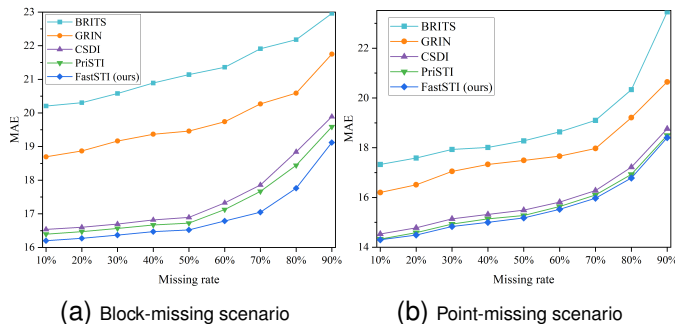 23
22
21
20
19
18
17
16
MAE
BRITS
GRIN
CSDI
PriSTI
FastSTI (ours)
10% 20% 30% 40% 50% 60% 70% 80% 90%
Missing rate
(a) Block-missing scenario
22
20
18
16
14
MAE
BRITS
GRIN
CSDI
PriSTI
FastSTI (ours)
10% 20% 30% 40% 50% 60% 70% 80% 90%
Missing rate
(b) Point-missing scenario